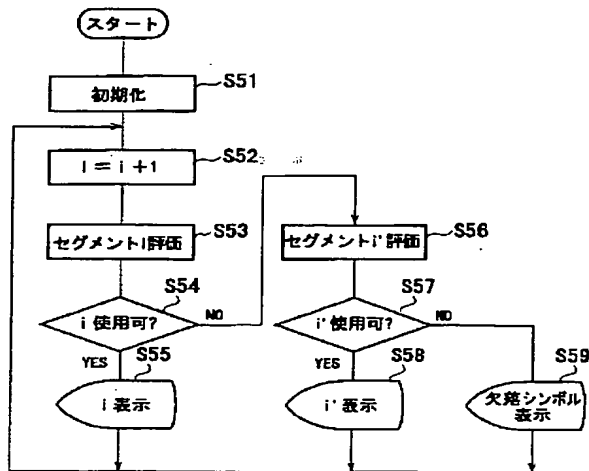 スタート
初期化
S51
i = i + 1
S52
セグメントi評価
S53
i 使用可?
S54
NO
YES
S55
i 表示
セグメントi'評価
S56
i' 使用可?
S57
NO
YES
S58
i' 表示
S59
欠落シンボル
表示